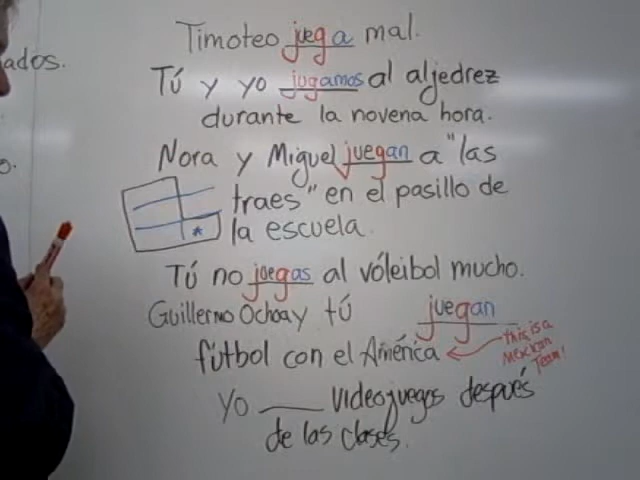 Timoteo juega mal.
ados.
Tú y yo jugamos al aljedrez
durante la novena hora.
o.
Nora y Miguel juegan a "las
traes" en el pasillo de
*
la escuela.
Tú no juegas al vóleibol mucho.
Guillermo Ochoa y tú juegan
fútbol con el América
this is a
Mexican
Team!
Yo ____ videojuegos después
de las clases.